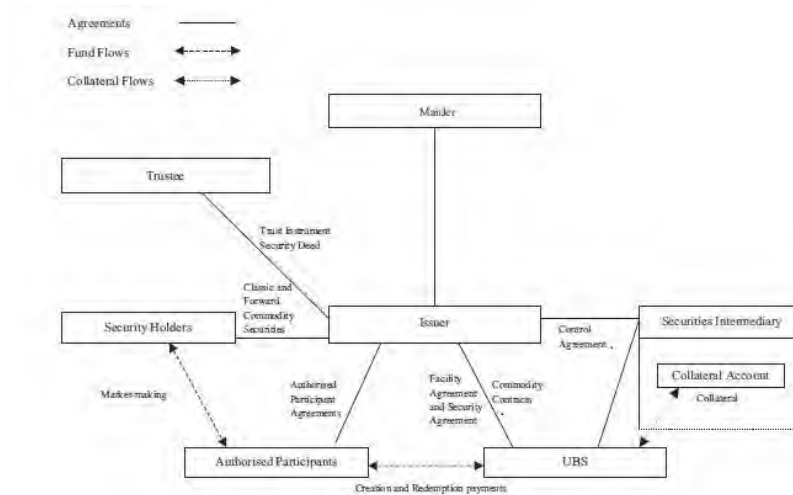 Agreements
Fund Flows
Collateral Flows
Manager
Trustee
Trust Instrument
Security Deed
Classic and
Forward
Commodity
Securities
Security Holders
Issuer
Securities Intermediary
Control
Agreement
Collateral Account
Collateral
Market-making
Authorised
Participant
Agreements
Facility
Agreement
and Security
Agreement
Commodity
Contracts
Authorised Participants
UBS
Creation and Redemption payments